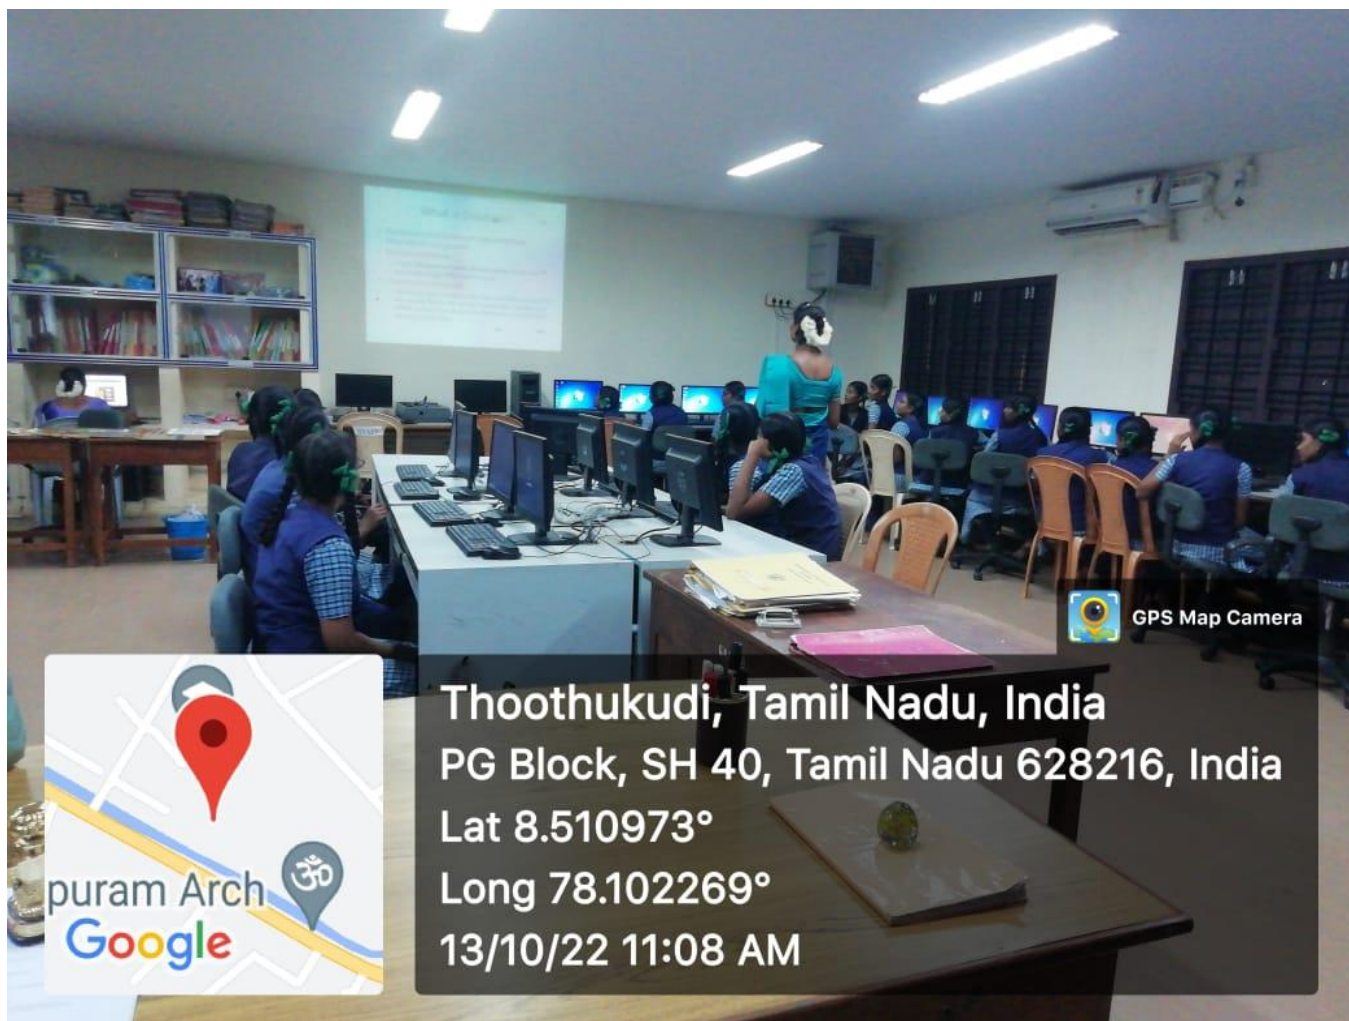 GPS Map Camera
Thoothukudi, Tamil Nadu, India
PG Block, SH 40, Tamil Nadu 628216, India
Lat 8.510973°
Long 78.102269°
13/10/22 11:08 AM
puram Arch
Google